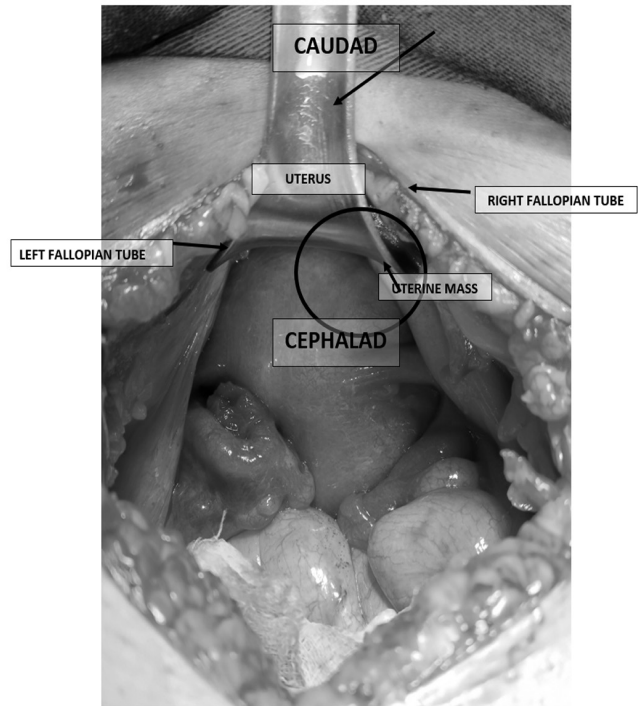 CAUDAD
UTERUS
RIGHT FALLOPIAN TUBE
LEFT FALLOPIAN TUBE
UTERINE MASS
CEPHALAD